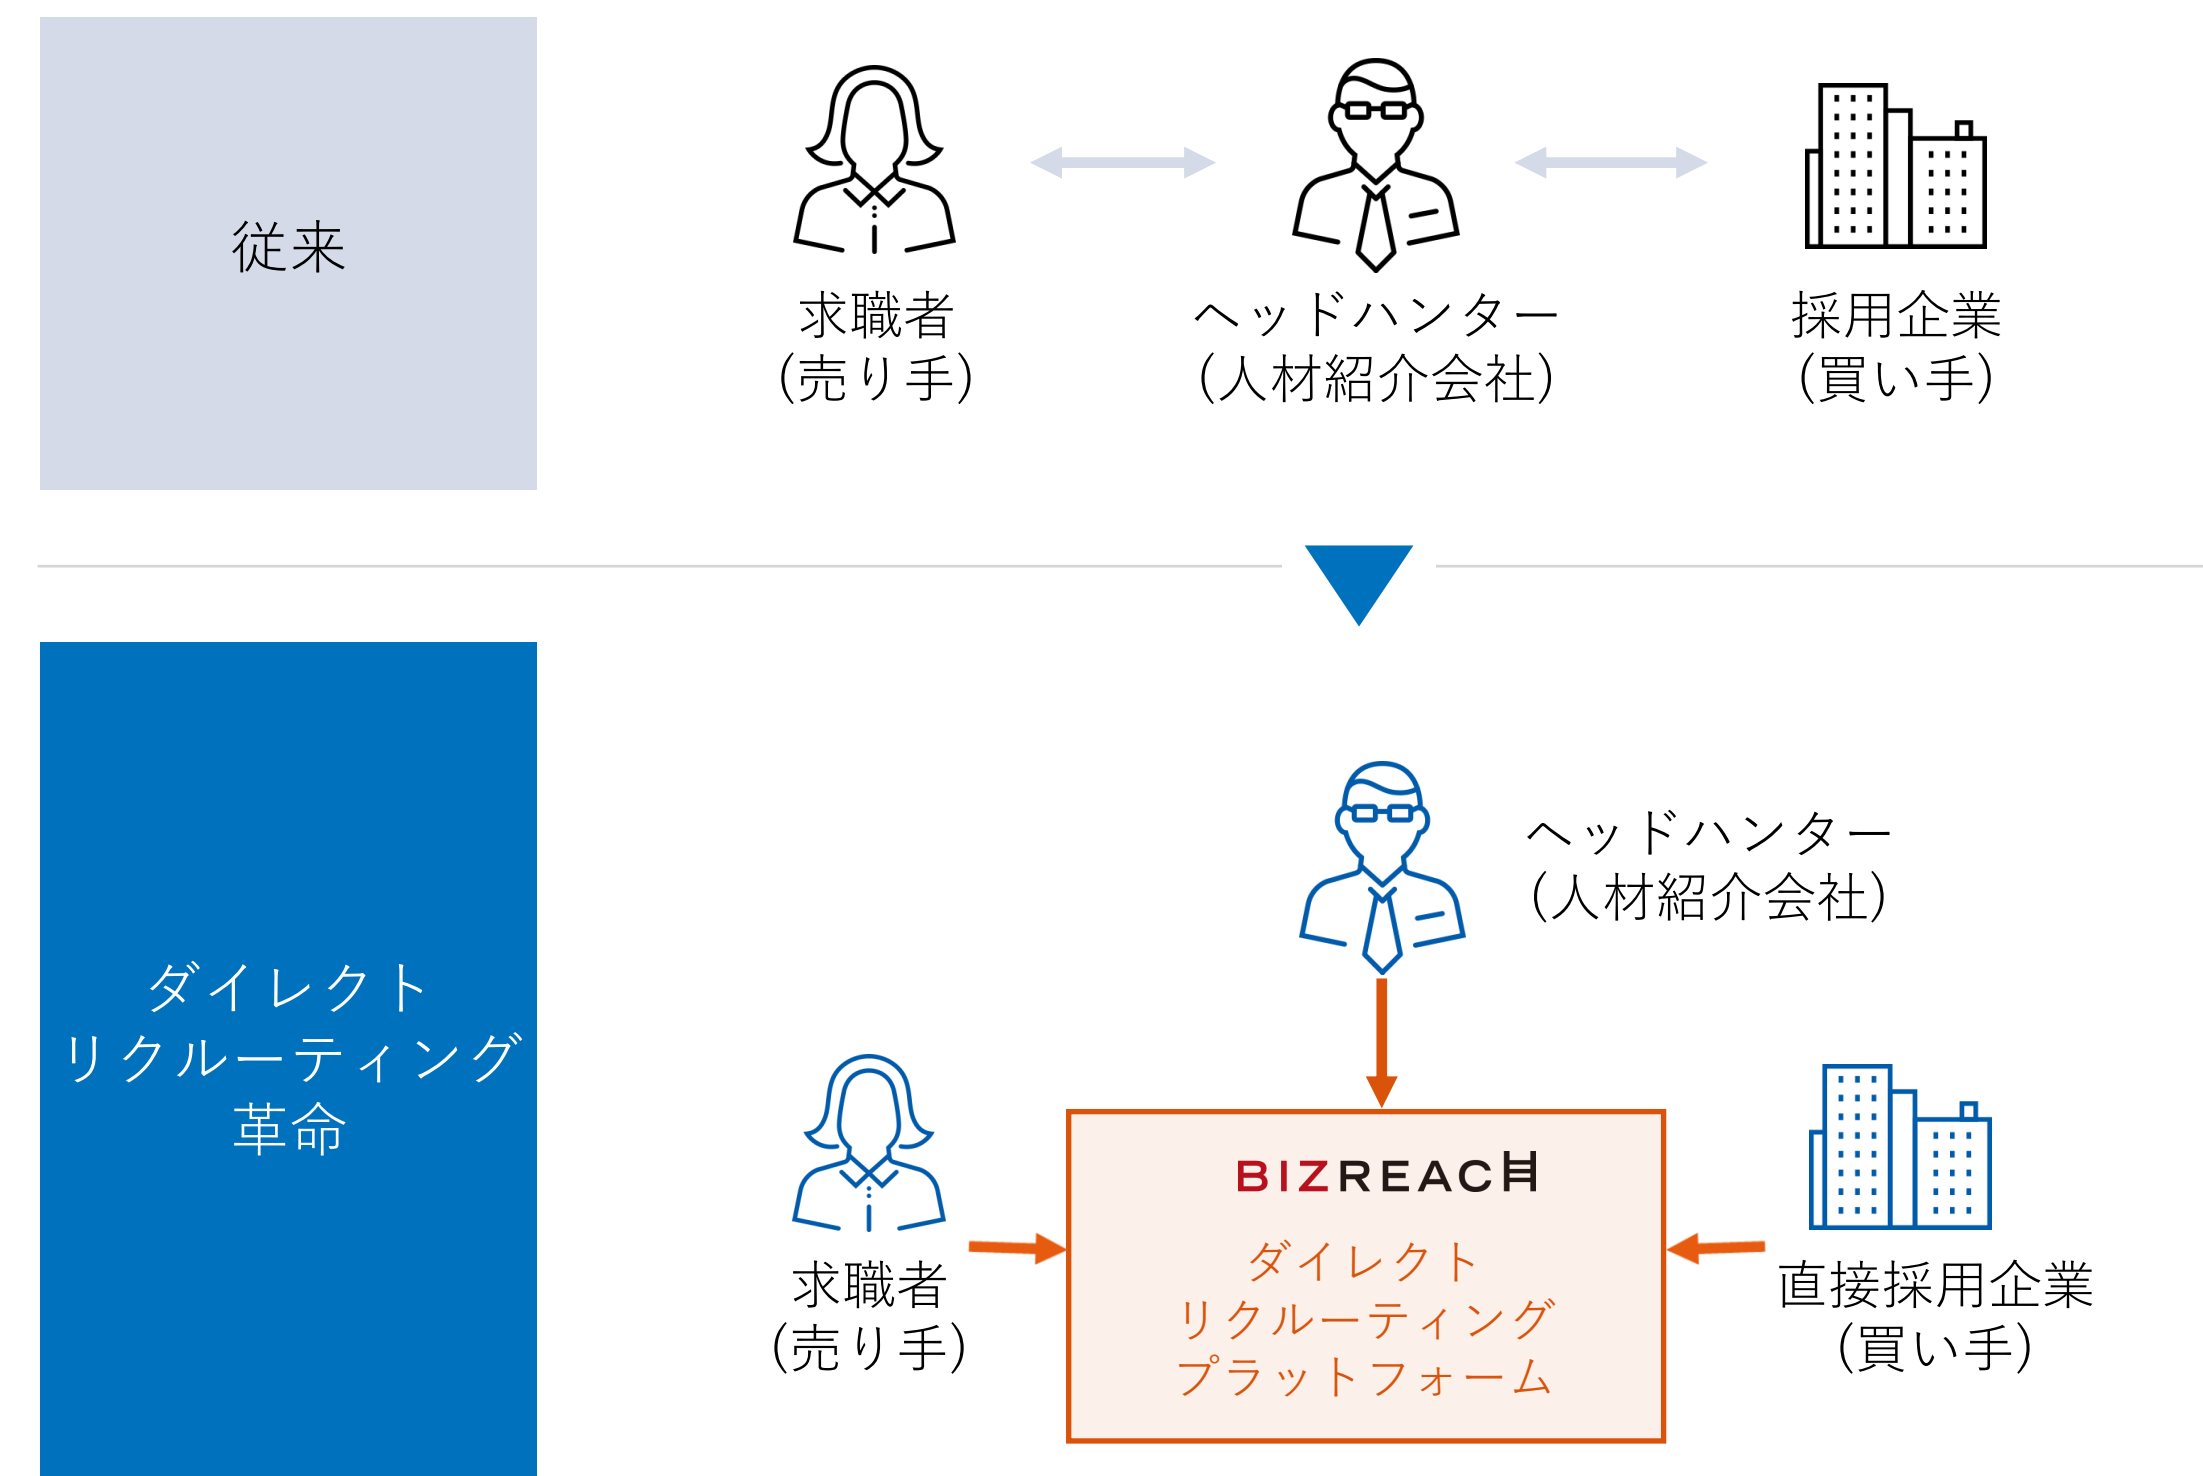 従来
求職者
(売り手)
ヘッドハンター
(人材紹介会社)
採用企業
(買い手)
ダイレクト
リクルーティング
革命
ヘッドハンター
(人材紹介会社)
求職者
(売り手)
BIZREACH
ダイレクト
リクルーティング
プラットフォーム
直接採用企業
(買い手)